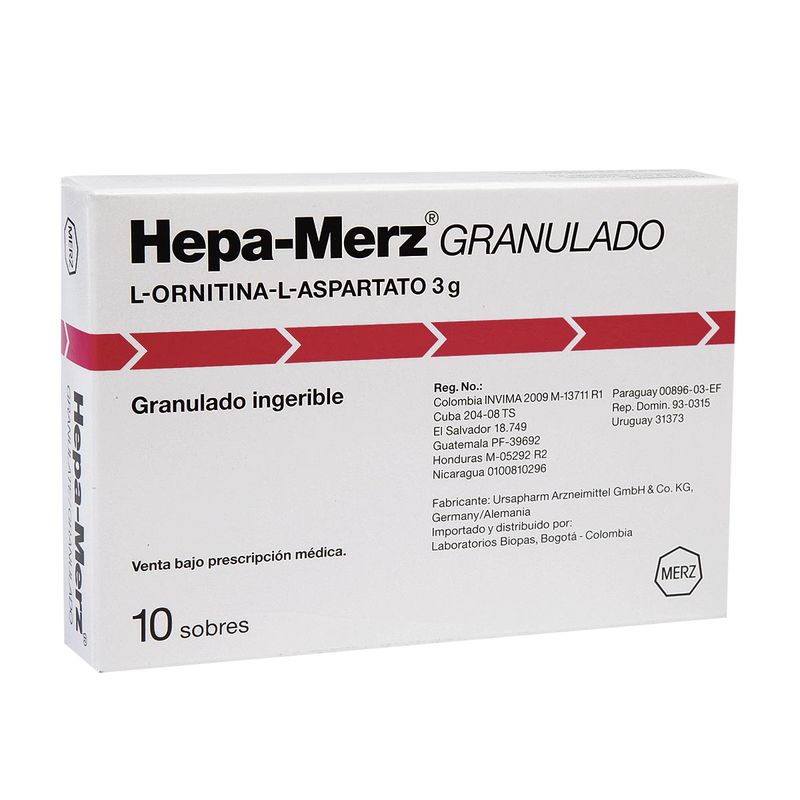 Hepa-Merz® GRANULADO
L-ORNITINA-L-ASPARTATO 3 g
Granulado ingerible
Reg. No.:
Colombia INVIMA 2009 M-13711 R1
Cuba 204-08 TS
El Salvador 18.749
Guatemala PF-39692
Honduras M-05292 R2
Nicaragua 0100810296
Paraguay 00896-03-EF
Rep. Domin. 93-0315
Uruguay 31373
Fabricante: Ursapharm Arzneimittel GmbH & Co. KG,
Germany/Alemania
Importado y distribuido por:
Laboratorios Biopas, Bogotá - Colombia
Venta bajo prescripción médica.
10 sobres
MERZ
MERZ
Hepa-Merz®
GRANULATE/GRANULADO